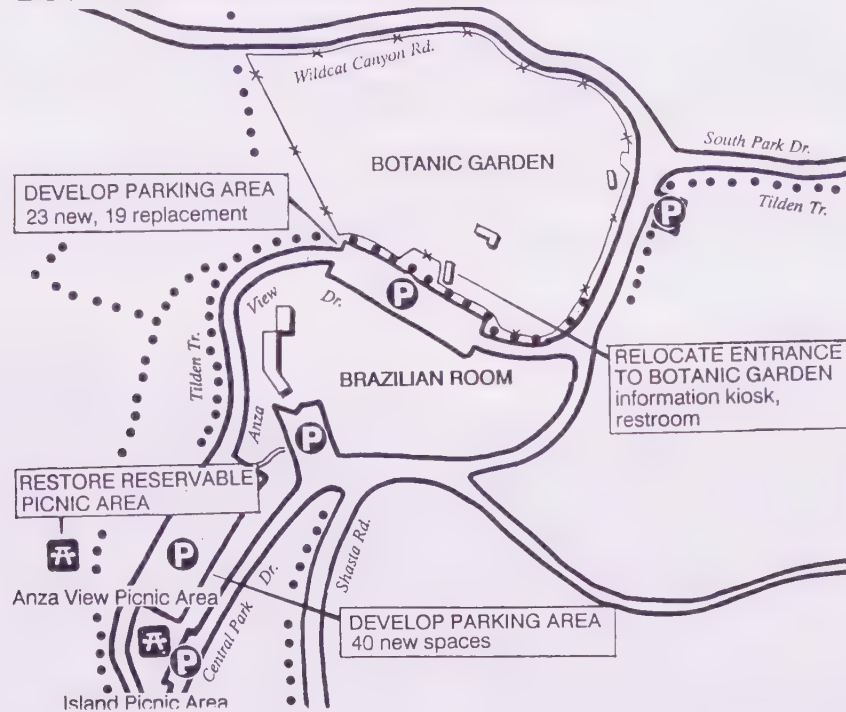 Wildcat Canyon Rd.
BOTANIC GARDEN
South Park Dr.
Tilden Tr.
DEVELOP PARKING AREA
23 new, 19 replacement
P
P
View
Dr.
Tilden Tr.
Anza
BRAZILIAN ROOM
RELOCATE ENTRANCE
TO BOTANIC GARDEN
information kiosk,
restroom
P
RESTORE RESERVABLE
PICNIC AREA
Shasta Rd.
P
Anza View Picnic Area
Central Park Dr.
DEVELOP PARKING AREA
40 new spaces
P
Island Picnic Area